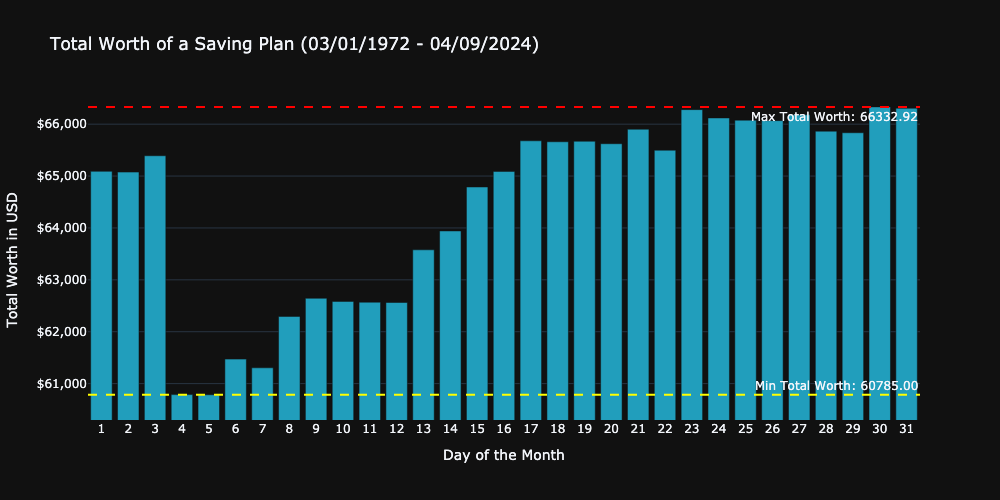 Total Worth of a Saving Plan (03/01/1972 - 04/09/2024)
Max Total Worth: 66332.92
$66,000
$65,000
$64,000
$63,000
$62,000
$61,000
Min Total Worth: 60785.00
Total Worth in USD
1 2 3 4 5 6 7 8 9 10 11 12 13 14 15 16 17 18 19 20 21 22 23 24 25 26 27 28 29 30 31
Day of the Month